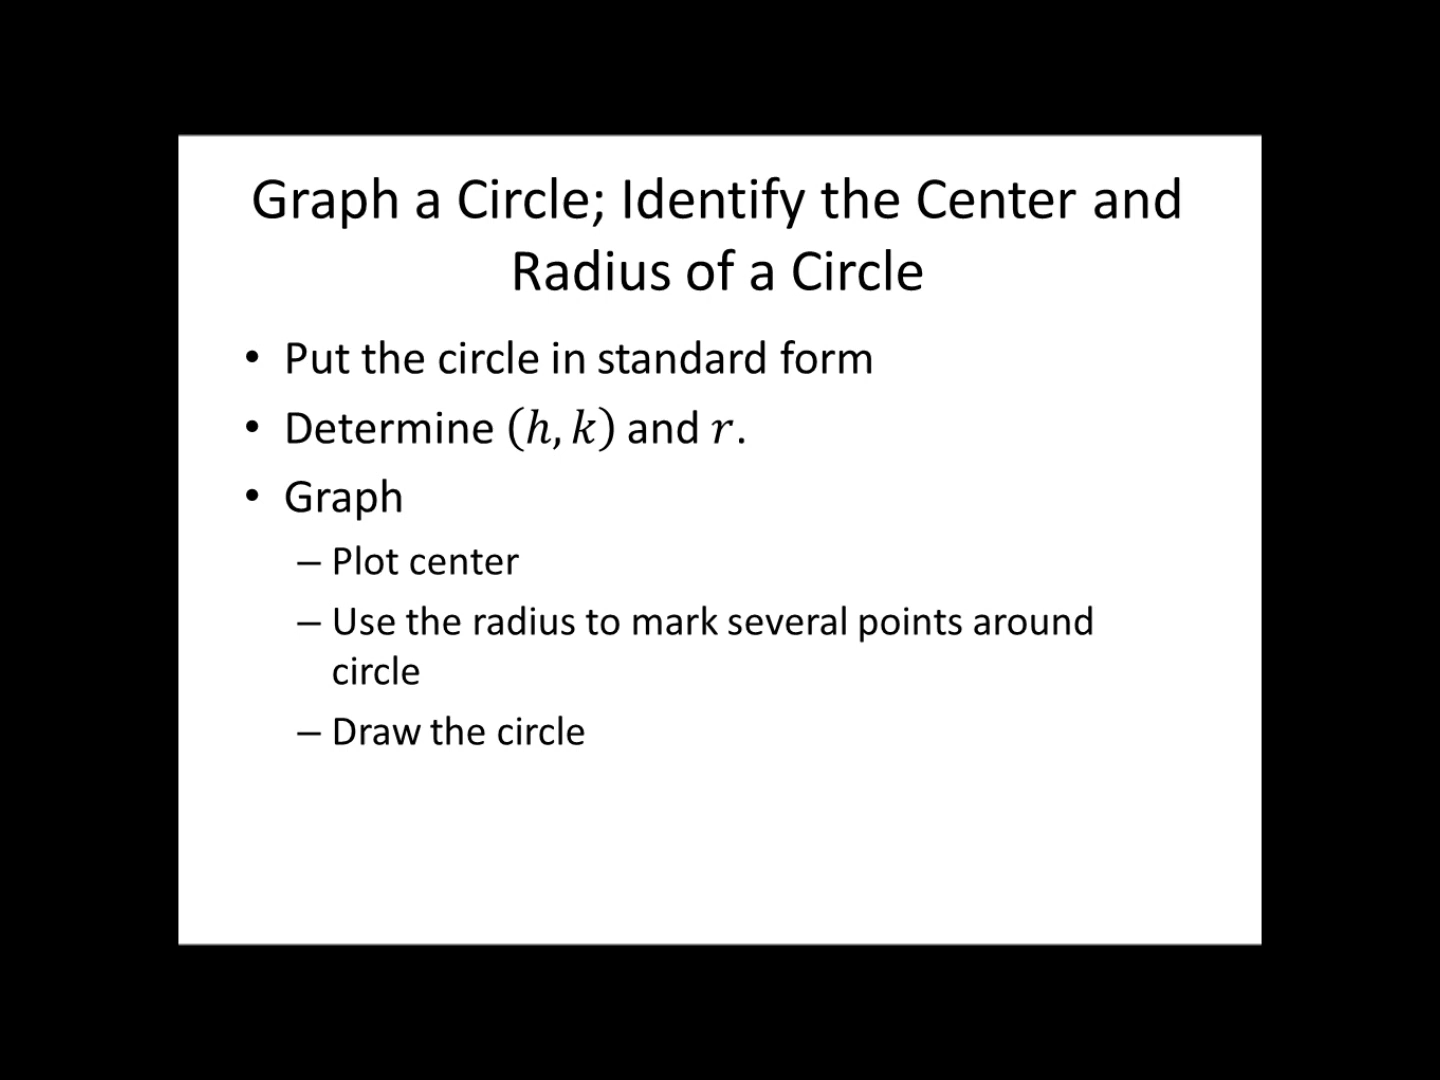 Graph a Circle; Identify the Center and
Radius of a Circle
• Put the circle in standard form
• Determine (h, k) and r.
• Graph
– Plot center
– Use the radius to mark several points around
circle
– Draw the circle